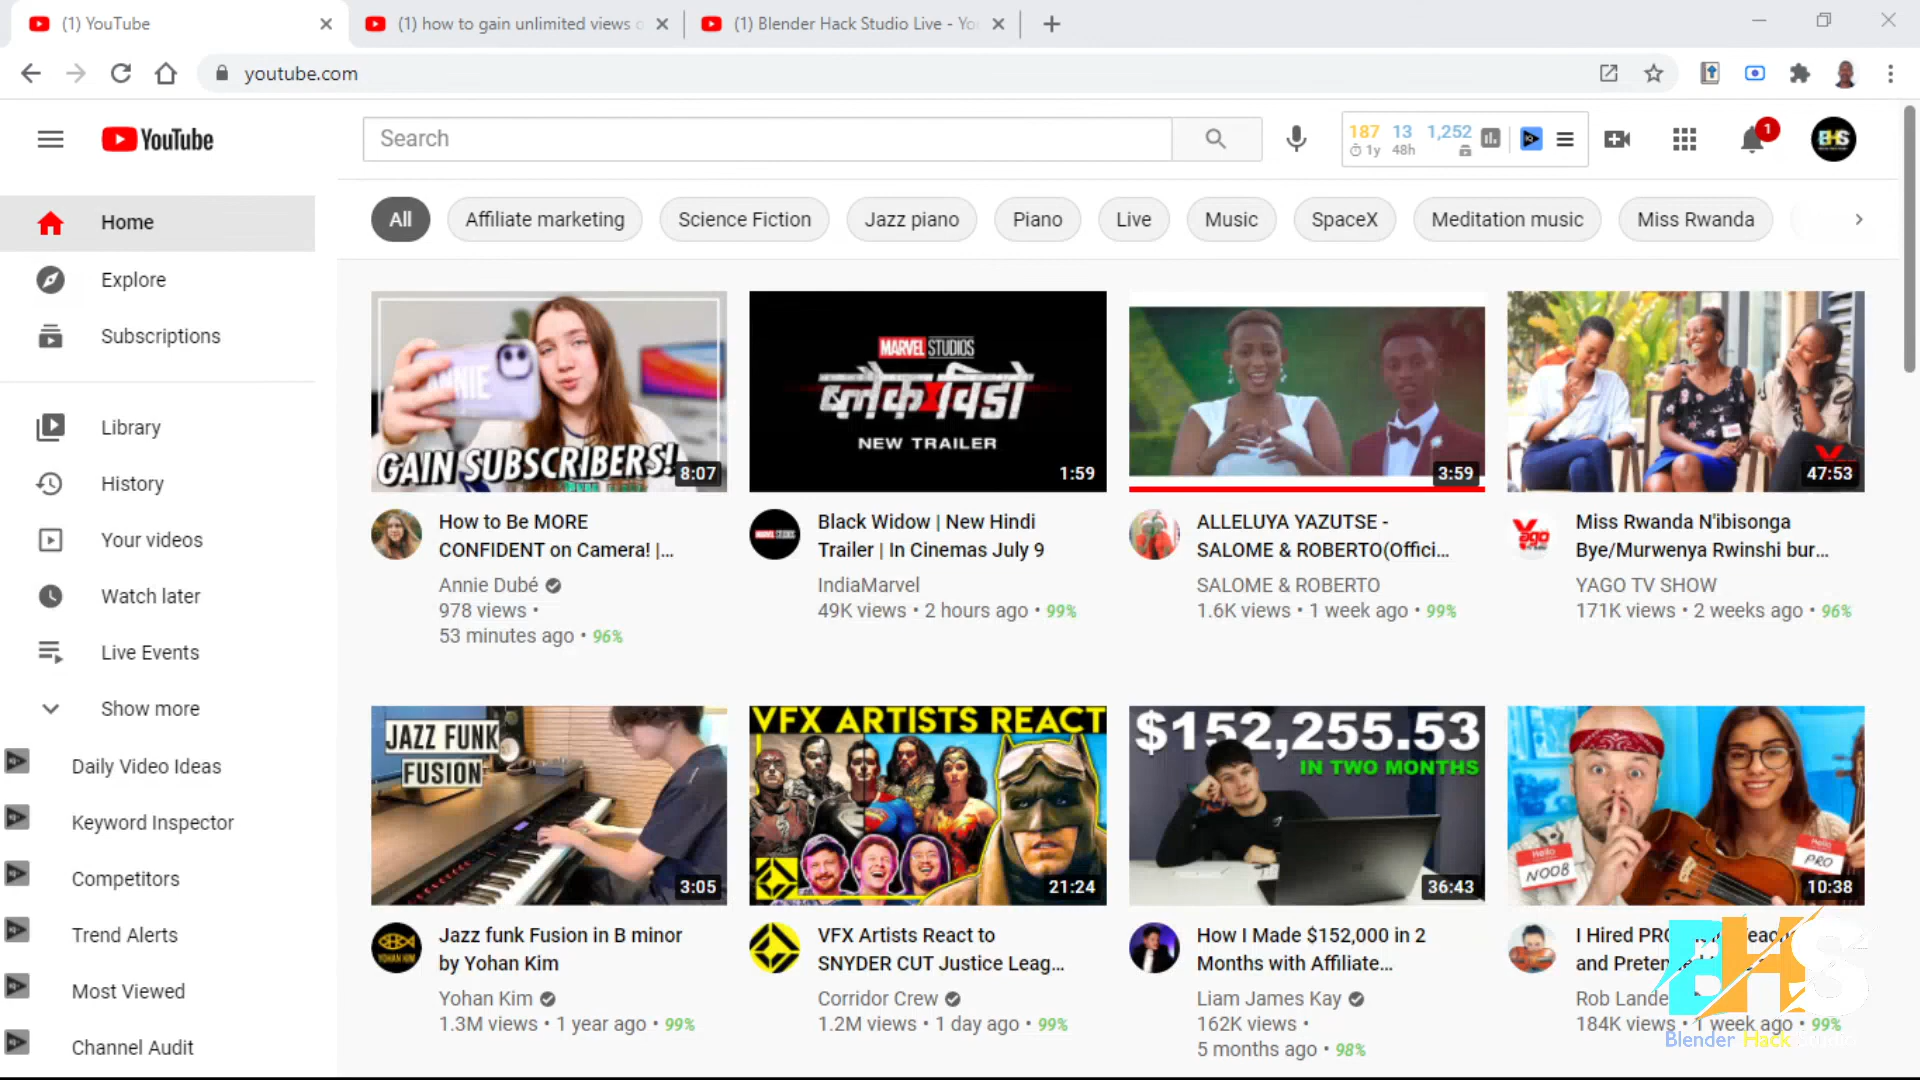 (1) YouTube
(1) how to gain unlimited views o
(1) Blender Hack Studio Live - Yo
youtube.com
YouTube
Search
187 13 1,252
1y 48h
1
BHS
Home
Explore
Subscriptions
Library
History
Your videos
Watch later
Live Events
Show more
Daily Video Ideas
Keyword Inspector
Competitors
Trend Alerts
Most Viewed
Channel Audit
All
Affiliate marketing
Science Fiction
Jazz piano
Piano
Live
Music
SpaceX
Meditation music
Miss Rwanda
ANNIE
GAIN SUBSCRIBERS!
8:07
How to Be MORE
CONFIDENT on Camera! |...
Annie Dubé
978 views •
53 minutes ago • 96%
MARVEL STUDIOS
ब्लैक विडो
NEW TRAILER
1:59
Black Widow | New Hindi
Trailer | In Cinemas July 9
IndiaMarvel
49K views • 2 hours ago • 99%
3:59
ALLELUYA YAZUTSE -
SALOME & ROBERTO(Offici...
SALOME & ROBERTO
1.6K views • 1 week ago • 99%
47:53
Miss Rwanda N'ibisonga
Bye/Murwenya Rwinshi bur...
YAGO TV SHOW
171K views • 2 weeks ago • 96%
JAZZ FUNK
FUSION
3:05
YOHAN KIM
Jazz funk Fusion in B minor
by Yohan Kim
Yohan Kim
1.3M views • 1 year ago • 99%
VFX ARTISTS REACT
21:24
VFX Artists React to
SNYDER CUT Justice Leag...
Corridor Crew
1.2M views • 1 day ago • 99%
$152,255.53
IN TWO MONTHS
36:43
How I Made $152,000 in 2
Months with Affiliate...
Liam James Kay
162K views •
5 months ago • 98%
Hello
NOOB
Hello
PRO
10:38
I Hired
and
Rob
184K views • 1 week ago • 99%
BHS
Blender Hack